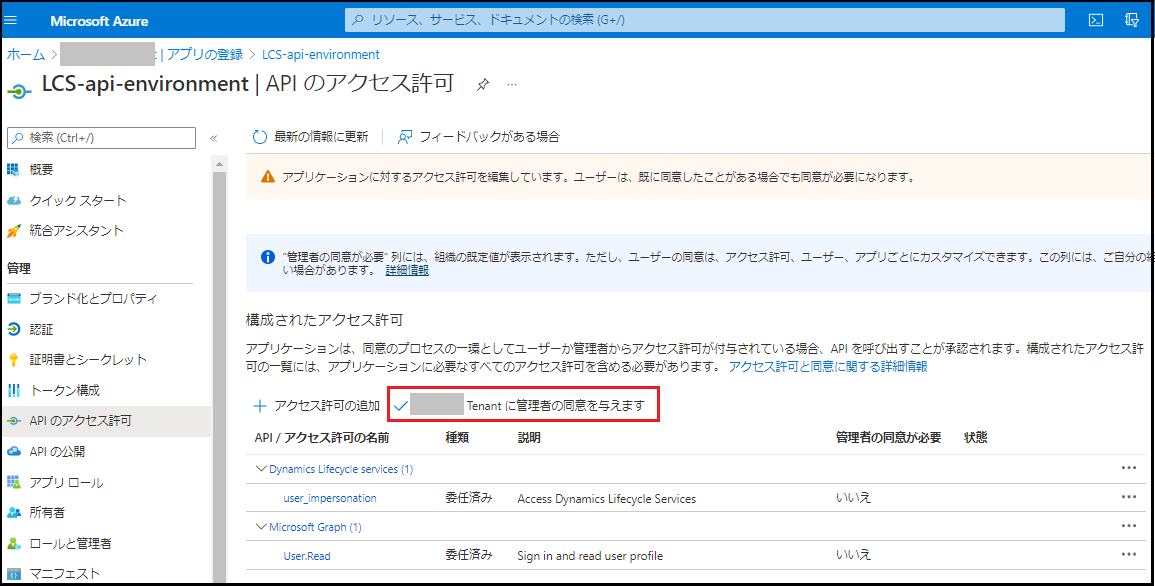 Microsoft Azure
リソース、サービス、ドキュメントの検索 (G+/)
ホーム > | アプリの登録 > LCS-api-environment
LCS-api-environment | API のアクセス許可 ...
検索 (Ctrl+/) «
概要
クイック スタート
統合アシスタント
管理
ブランド化とプロパティ
認証
証明書とシークレット
トークン構成
API のアクセス許可
API の公開
アプリ ロール
所有者
ロールと管理者
マニフェスト
最新の情報に更新 フィードバックがある場合
アプリケーションに対するアクセス許可を編集しています。ユーザーは、既に同意したことがある場合でも同意が必要になります。
"管理者の同意が必要" 列には、組織の既定値が表示されます。ただし、ユーザーの同意は、アクセス許可、ユーザー、アプリごとにカスタマイズできます。この列には、ご自分の
い場合があります。 詳細情報
構成されたアクセス許可
アプリケーションは、同意のプロセスの一環としてユーザーか管理者からアクセス許可が付与されている場合、API を呼び出すことが承認されます。構成されたアクセス許
可の一覧には、アプリケーションに必要なすべてのアクセス許可を含める必要があります。 アクセス許可と同意に関する詳細情報
アクセス許可の追加 Tenant に管理者の同意を与えます
API / アクセス許可の名前 種類 説明 管理者の同意が必要 状態
Dynamics Lifecycle services (1) ...
user_impersonation 委任済み Access Dynamics Lifecycle Services いいえ ...
Microsoft Graph (1) ...
User.Read 委任済み Sign in and read user profile いいえ ...